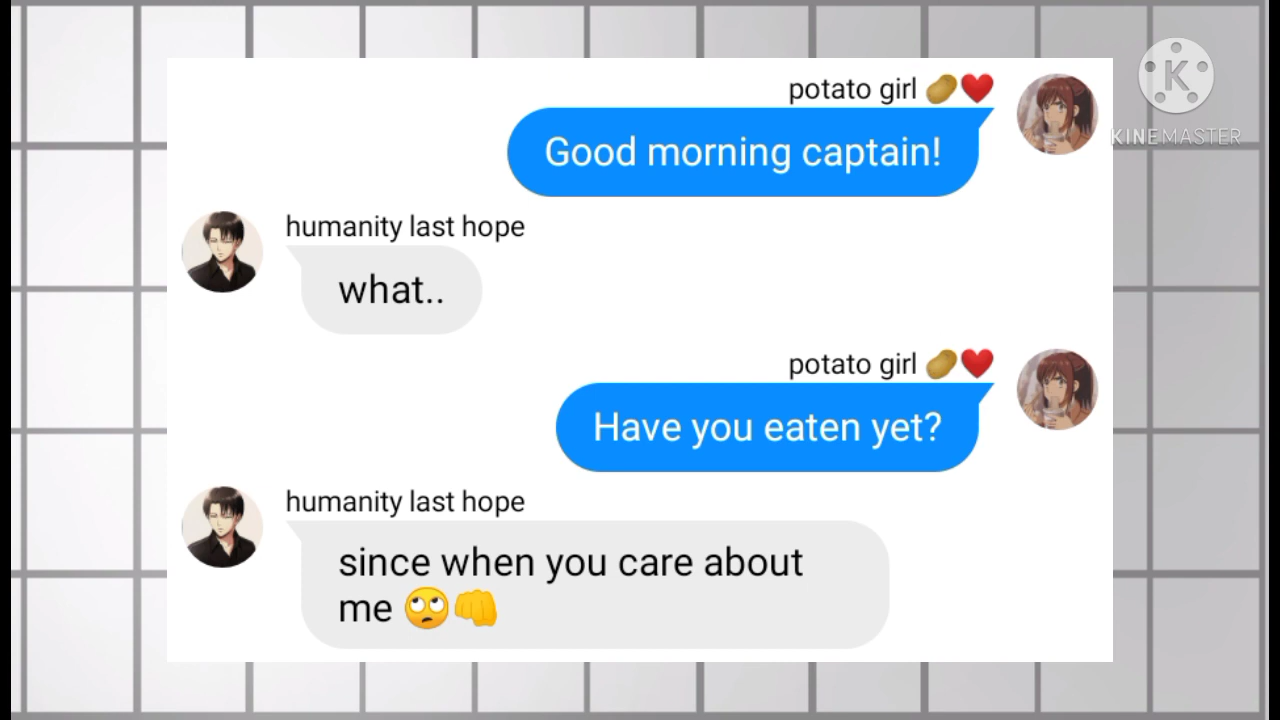 potato girl 🥔❤️
Good morning captain!
K
KINEMASTER
humanity last hope
what..
potato girl 🥔❤️
Have you eaten yet?
humanity last hope
since when you care about
me 🙄👊